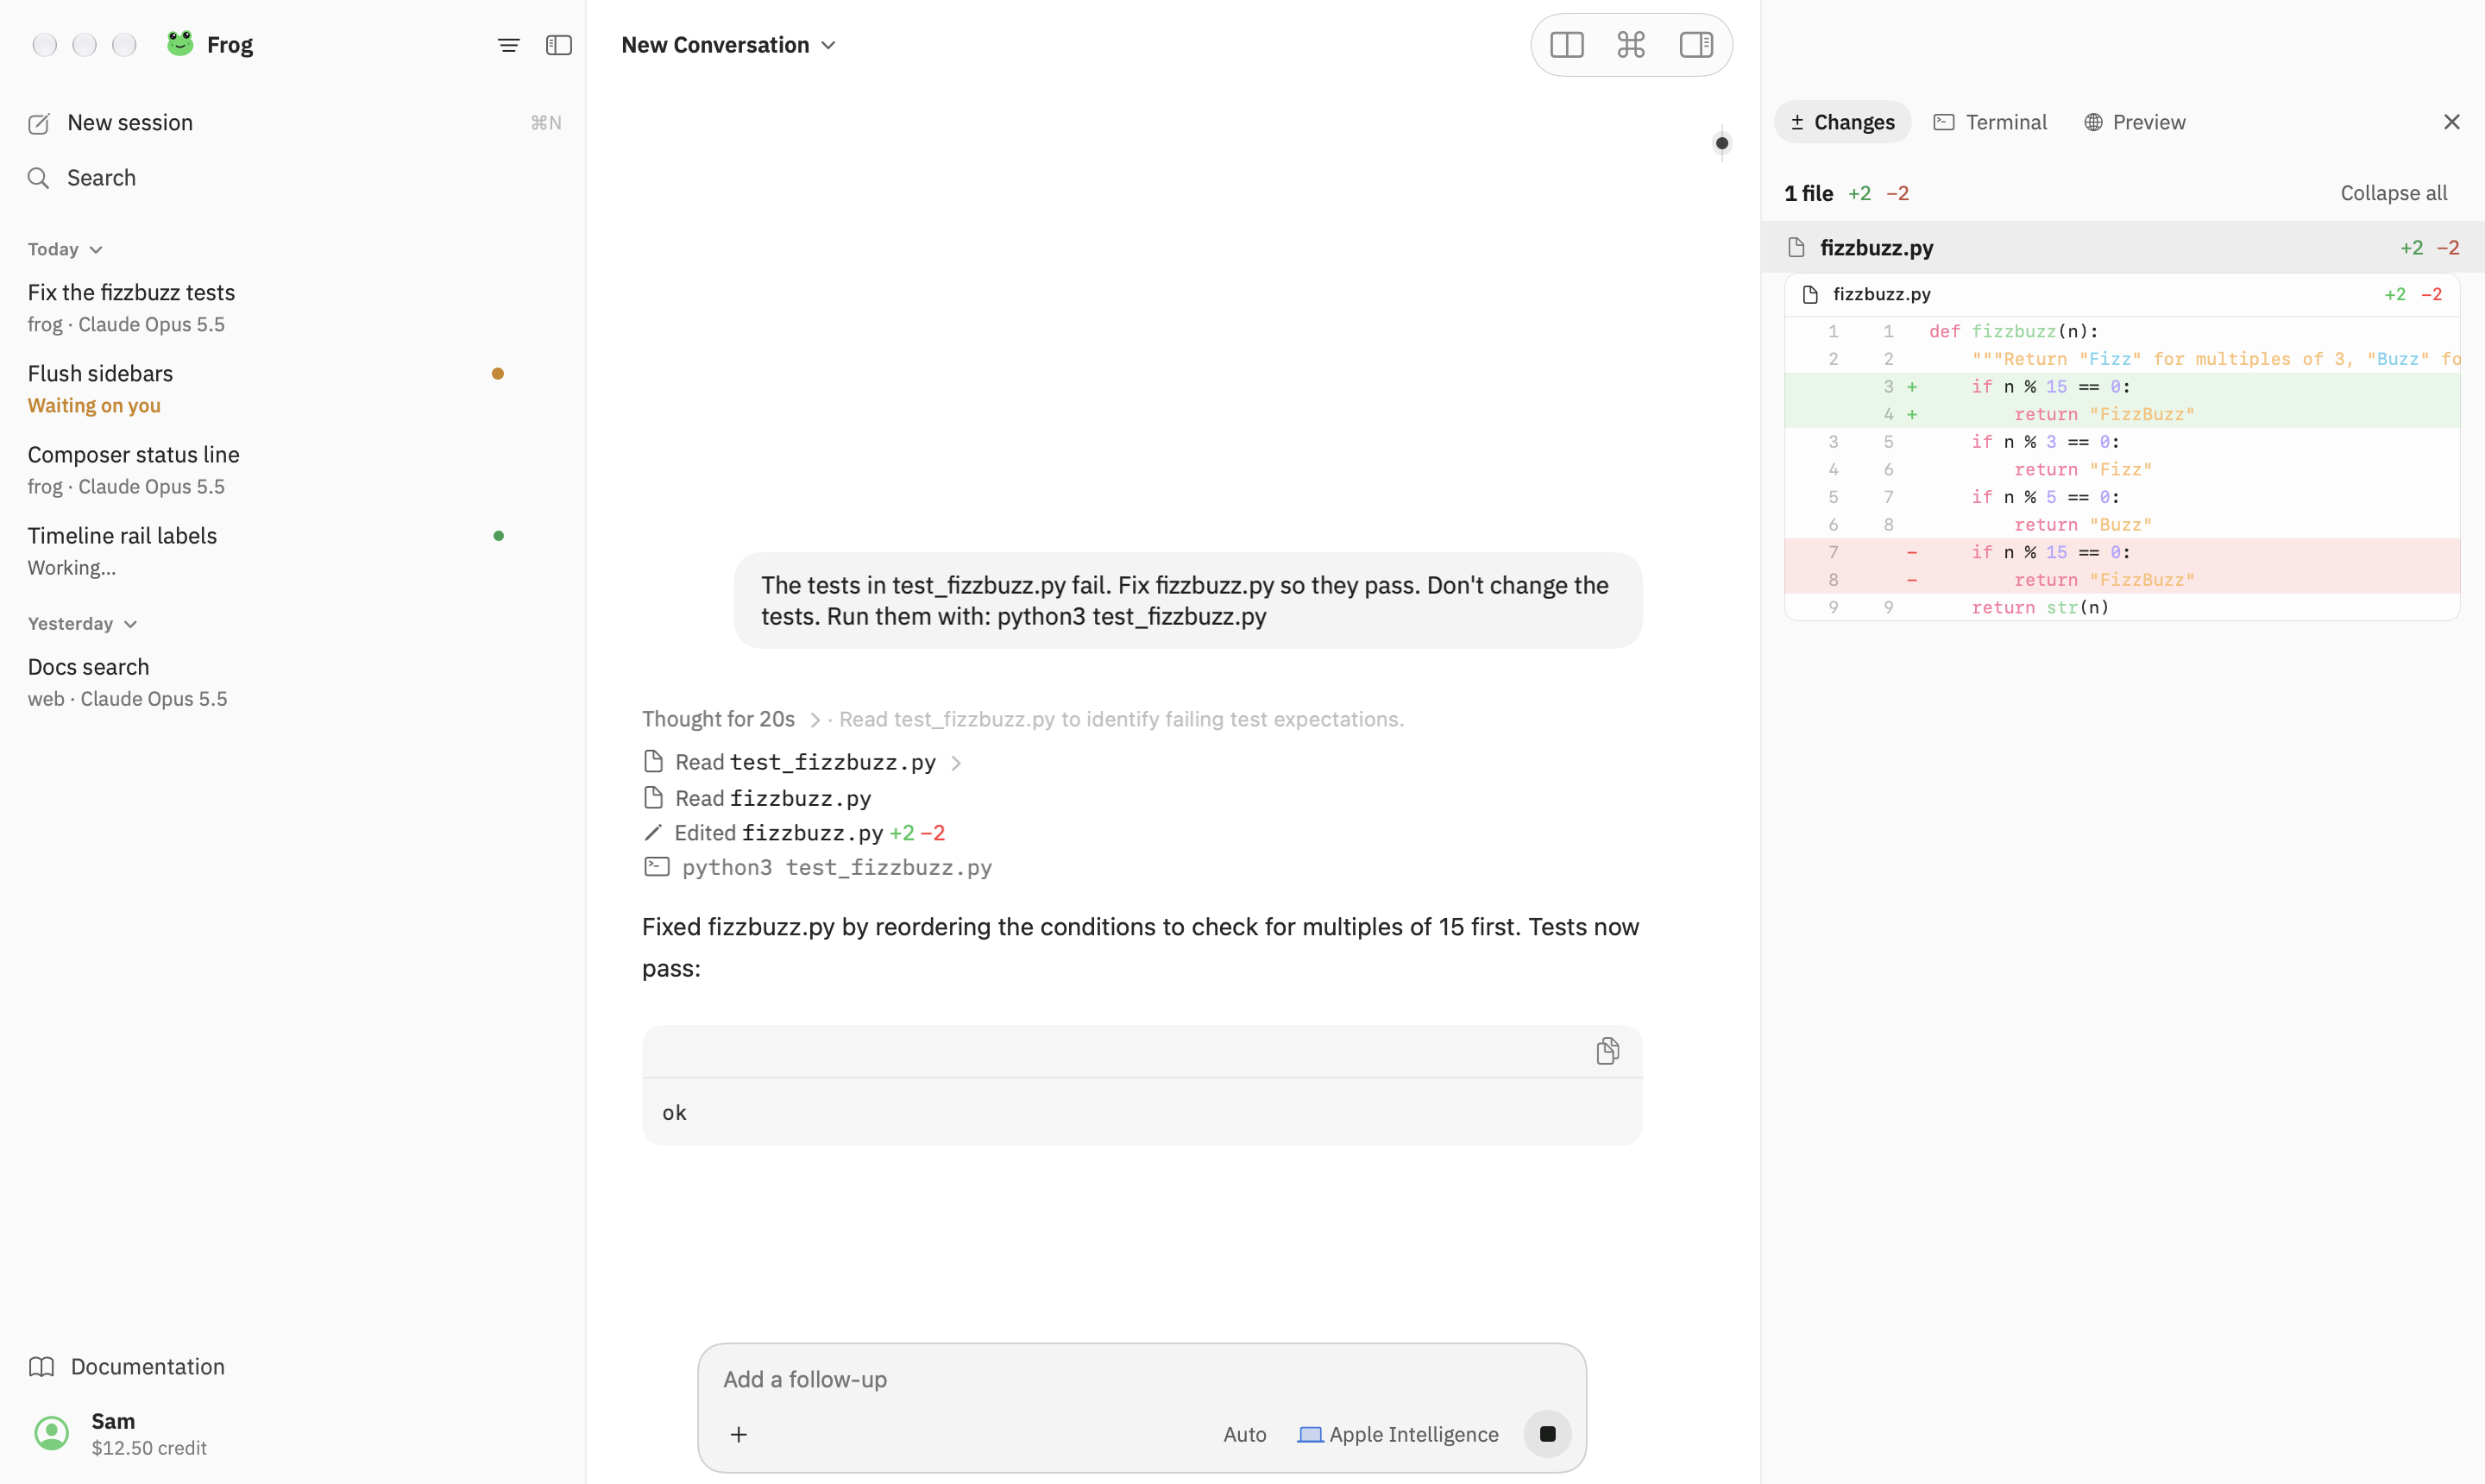 Frog
New session ⌘N
Search
Today
Fix the fizzbuzz tests
frog · Claude Opus 5.5
Flush sidebars
Waiting on you
Composer status line
frog · Claude Opus 5.5
Timeline rail labels
Working...
Yesterday
Docs search
web · Claude Opus 5.5
Documentation
Sam
$12.50 credit
New Conversation
The tests in test_fizzbuzz.py fail. Fix fizzbuzz.py so they pass. Don't change the
tests. Run them with: python3 test_fizzbuzz.py
Thought for 20s > · Read test_fizzbuzz.py to identify failing test expectations.
Read test_fizzbuzz.py >
Read fizzbuzz.py
Edited fizzbuzz.py +2 −2
python3 test_fizzbuzz.py
Fixed fizzbuzz.py by reordering the conditions to check for multiples of 15 first. Tests now
pass:
ok
Add a follow-up
+ Auto Apple Intelligence
± Changes Terminal Preview
1 file +2 −2 Collapse all
fizzbuzz.py +2 −2
fizzbuzz.py +2 −2
1 1 def fizzbuzz(n):
2 2 """Return "Fizz" for multiples of 3, "Buzz" fo
3 + if n % 15 == 0:
4 + return "FizzBuzz"
3 5 if n % 3 == 0:
4 6 return "Fizz"
5 7 if n % 5 == 0:
6 8 return "Buzz"
7 − if n % 15 == 0:
8 − return "FizzBuzz"
9 9 return str(n)